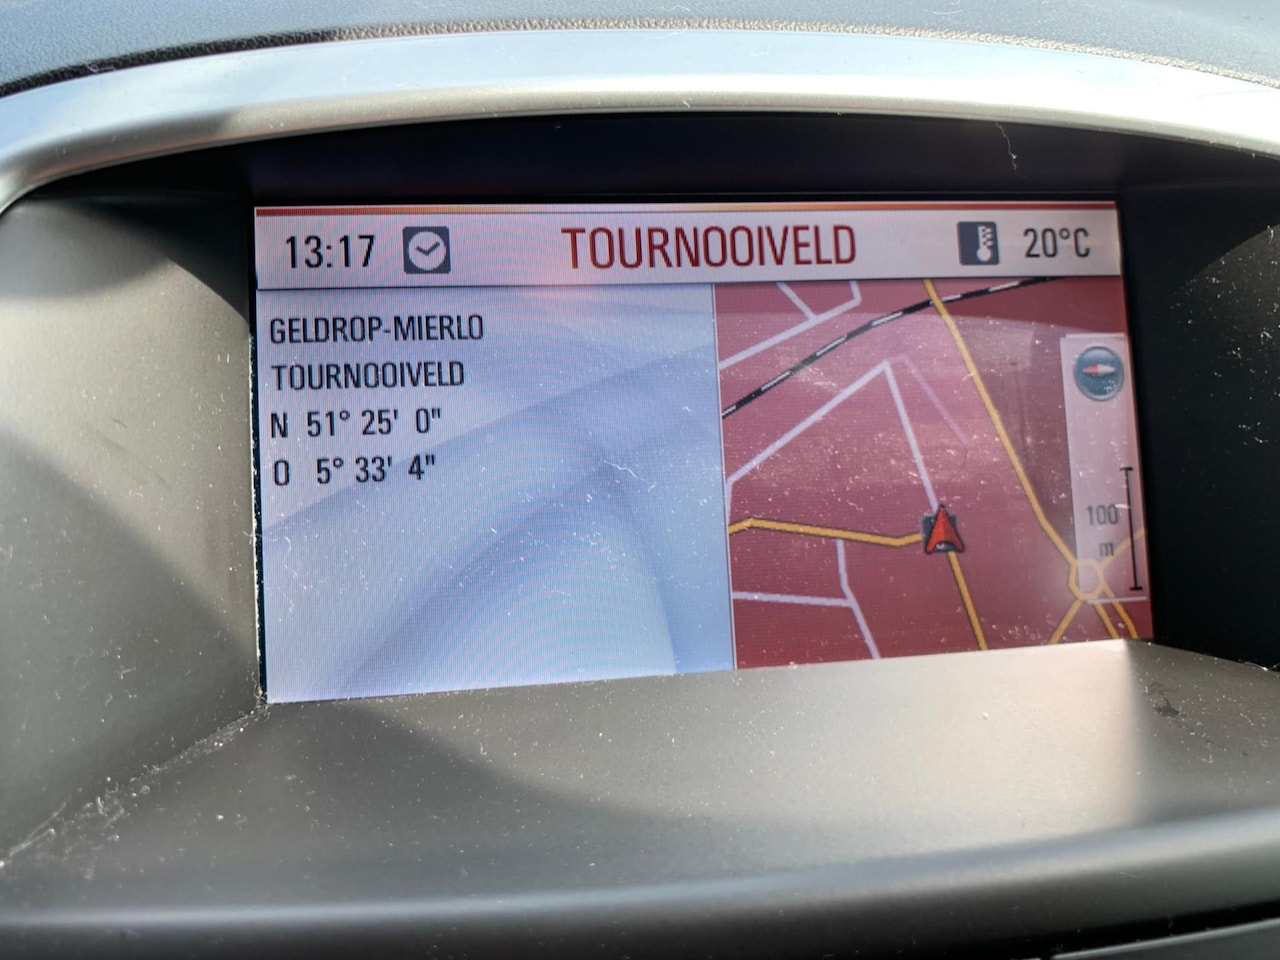 13:17 TOURNOOIVELD 20°C
GELDROP-MIERLO
TOURNOOIVELD
N 51° 25' 0"
O 5° 33' 4"
100
m